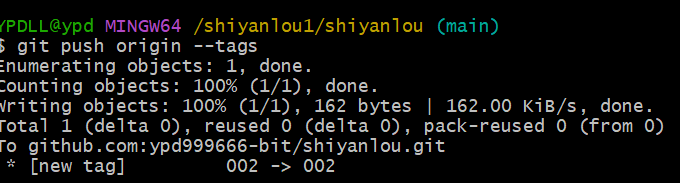 YPDLL@ypd MINGW64 /shiyanlou1/shiyanlou (main)
$ git push origin --tags
Enumerating objects: 1, done.
Counting objects: 100% (1/1), done.
Writing objects: 100% (1/1), 162 bytes | 162.00 KiB/s, done.
Total 1 (delta 0), reused 0 (delta 0), pack-reused 0 (from 0)
To github.com:ypd999666-bit/shiyanlou.git
 * [new tag]         002 -> 002